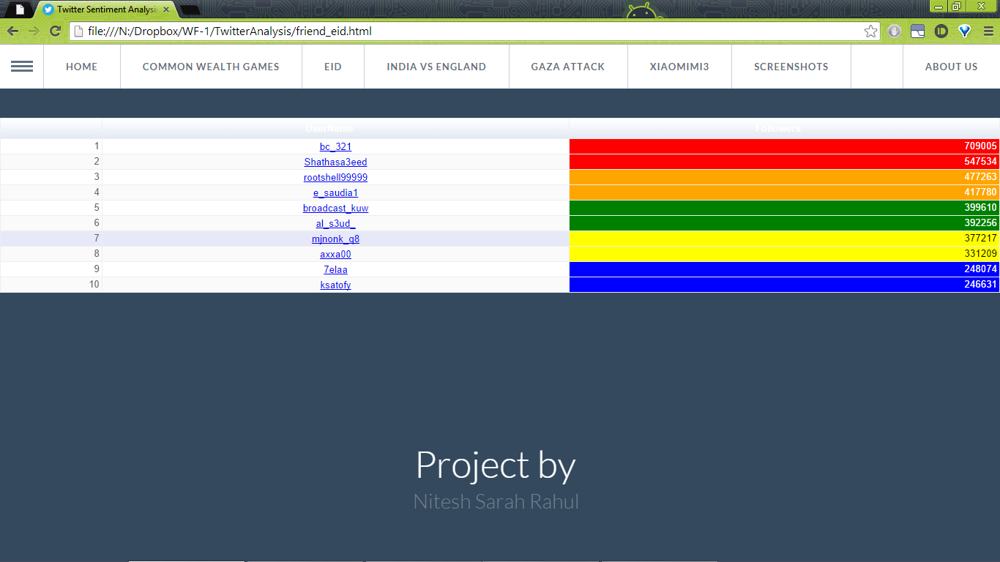 Twitter Sentiment Analysis
file:///N:/Dropbox/WF-1/TwitterAnalysis/friend_eid.html
HOME COMMON WEALTH GAMES EID INDIA VS ENGLAND GAZA ATTACK XIAOMIMI3 SCREENSHOTS ABOUT US
UserName Followers
1 bc_321 709005
2 Shathasa3eed 547534
3 rootshell99999 477263
4 e_saudia1 417780
5 broadcast_kuw 399610
6 al_s3ud_ 392256
7 mjnonk_q8 377217
8 axxa00 331209
9 7elaa 248074
10 ksatofy 246631
Project by
Nitesh Sarah Rahul